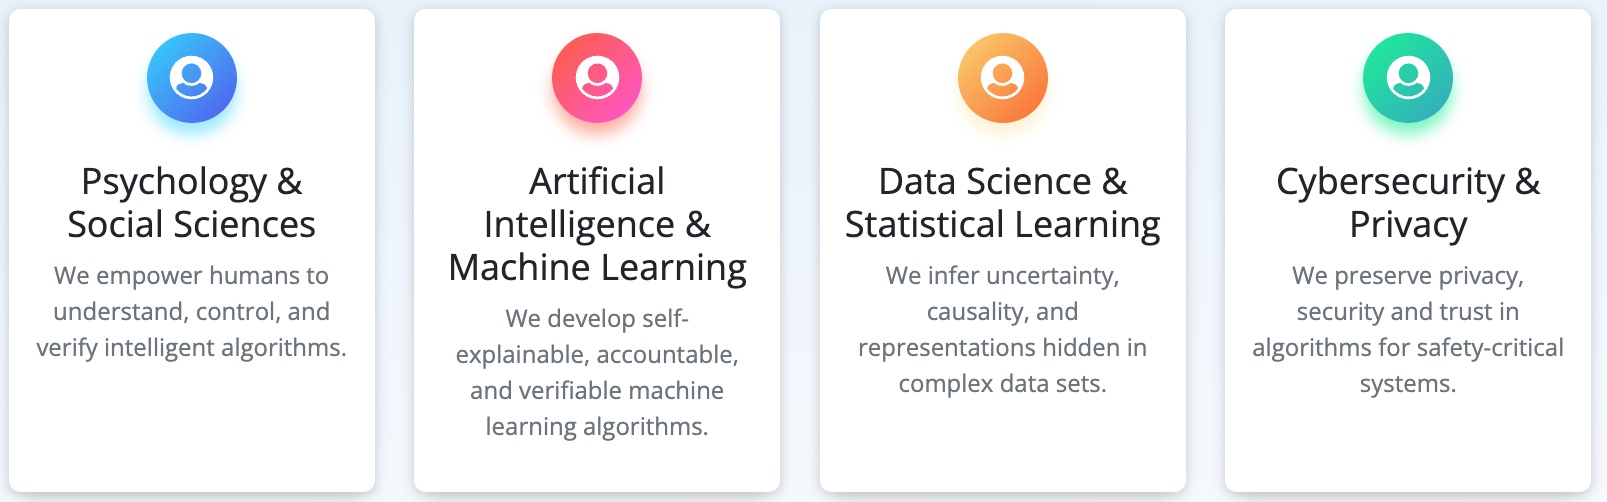 Psychology &
Social Sciences
We empower humans to
understand, control, and
verify intelligent algorithms.
Artificial
Intelligence &
Machine Learning
We develop self-
explainable, accountable,
and verifiable machine
learning algorithms.
Data Science &
Statistical Learning
We infer uncertainty,
causality, and
representations hidden in
complex data sets.
Cybersecurity &
Privacy
We preserve privacy,
security and trust in
algorithms for safety-critical
systems.